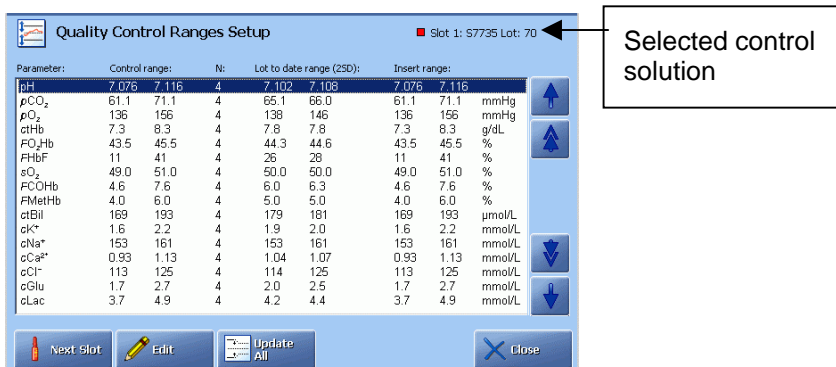 Quality Control Ranges Setup Slot 1: S7735 Lot: 70
Selected control
solution
Parameter: Control range: N: Lot to date range (2SD): Insert range:
pH 7.076 7.116 4 7.102 7.108 7.076 7.116
pCO₂ 61.1 71.1 4 65.1 66.0 61.1 71.1 mmHg
pO₂ 136 156 4 138 146 136 156 mmHg
ctHb 7.3 8.3 4 7.8 7.8 7.3 8.3 g/dL
FO₂Hb 43.5 45.5 4 44.3 44.6 43.5 45.5 %
FHbF 11 41 4 26 28 11 41 %
sO₂ 49.0 51.0 4 50.0 50.0 49.0 51.0 %
FCOHb 4.6 7.6 4 6.0 6.3 4.6 7.6 %
FMetHb 4.0 6.0 4 5.0 5.0 4.0 6.0 %
ctBil 169 193 4 179 181 169 193 µmol/L
cK⁺ 1.6 2.2 4 1.9 2.0 1.6 2.2 mmol/L
cNa⁺ 153 161 4 153 161 153 161 mmol/L
cCa²⁺ 0.93 1.13 4 1.04 1.07 0.93 1.13 mmol/L
cCl⁻ 113 125 4 114 125 113 125 mmol/L
cGlu 1.7 2.7 4 2.0 2.5 1.7 2.7 mmol/L
cLac 3.7 4.9 4 4.2 4.4 3.7 4.9 mmol/L
Next Slot Edit Update All Close